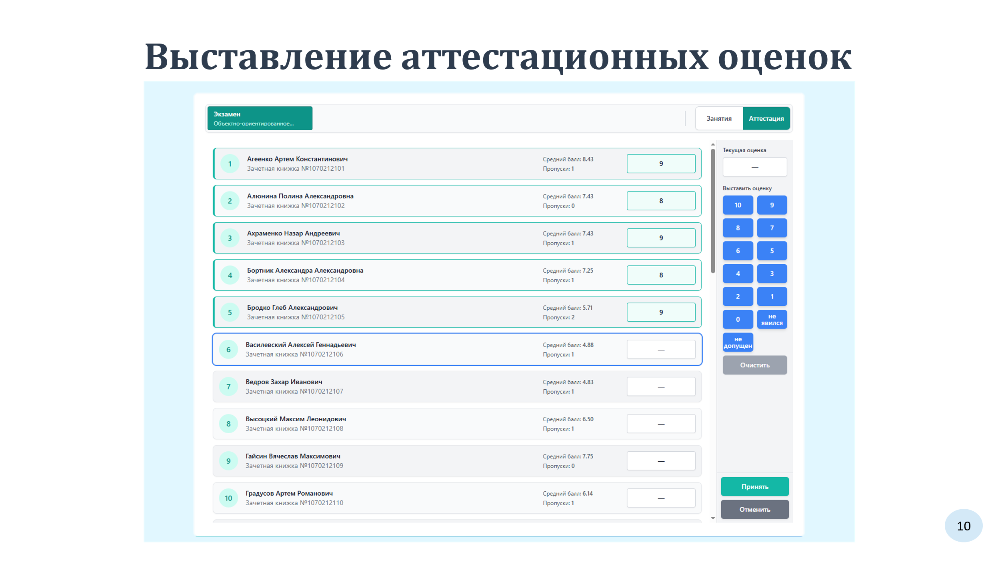 Выставление аттестационных оценок
Экзамен
Объектно-ориентированное...
Занятия
Аттестация
1
Агеенко Артем Константинович
Зачетная книжка №1070212101
Средний балл: 8.43
Пропуски: 1
9
2
Алюнина Полина Александровна
Зачетная книжка №1070212102
Средний балл: 7.43
Пропуски: 0
8
3
Ахраменко Назар Андреевич
Зачетная книжка №1070212103
Средний балл: 7.43
Пропуски: 1
9
4
Бортник Александра Александровна
Зачетная книжка №1070212104
Средний балл: 7.25
Пропуски: 1
8
5
Бродко Глеб Александрович
Зачетная книжка №1070212105
Средний балл: 5.71
Пропуски: 2
9
6
Василевский Алексей Геннадьевич
Зачетная книжка №1070212106
Средний балл: 4.88
Пропуски: 1
—
7
Ведров Захар Иванович
Зачетная книжка №1070212107
Средний балл: 4.83
Пропуски: 1
—
8
Высоцкий Максим Леонидович
Зачетная книжка №1070212108
Средний балл: 6.50
Пропуски: 1
—
9
Гайсин Вячеслав Максимович
Зачетная книжка №1070212109
Средний балл: 7.75
Пропуски: 0
—
10
Градусов Артем Романович
Зачетная книжка №1070212110
Средний балл: 6.14
Пропуски: 1
—
Текущая оценка
—
Выставить оценку
10 9
8 7
6 5
4 3
2 1
0 не явился
не допущен
Очистить
Принять
Отменить
10